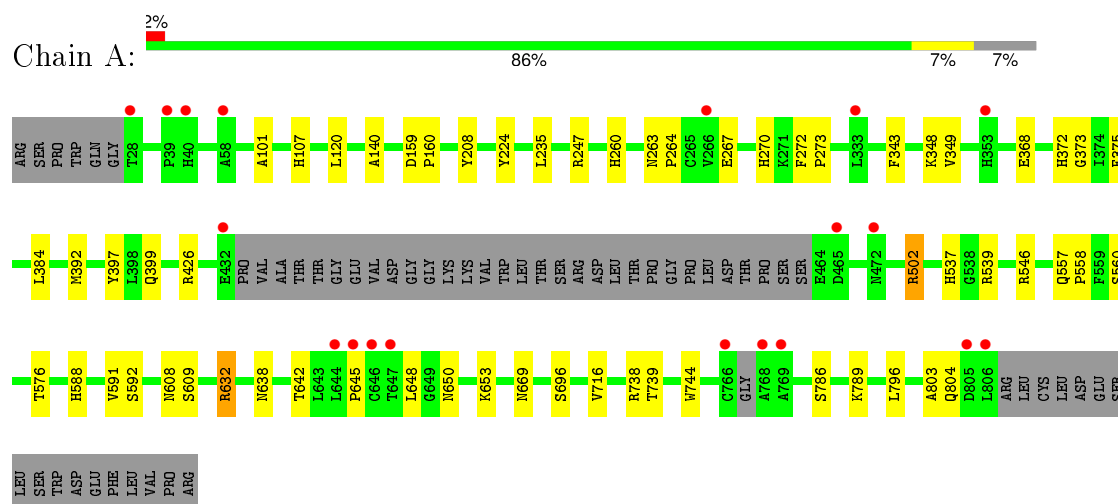 2%
Chain A:
86% 7% 7%
ARG SER PRO TRP GLN GLY T28 P39 H40 A58 A101 H107 L120 A140 D159 P160 Y208 Y224 L235 R247 H260 N263 P264 C265 V266 E267 H270 K271 F272 P273 L333 F343 K348 V349 H353 E368 H372 G373 I374 F375
L384 M392 Y397 L398 Q399 R426 E432 PRO VAL ALA THR THR GLY GLU VAL ASP GLY GLY LYS LYS VAL TRP LEU THR SER ARG ASP LEU THR PRO GLY PRO LEU ASP THR PRO SER SER E464 D465 N472 R502 H537 G538 R539 R546 Q557 P558 F559 S560
T576 H588 V591 S592 N608 S609 R632 N638 T642 L643 L644 P645 C646 T647 L648 G649 N650 K653 N669 S696 V716 R738 T739 W744 C766 GLY A768 A769 S786 K789 L796 A803 Q804 D805 L806 ARG LEU CYS LEU ASP GLU SER
LEU SER TRP ASP GLU PHE LEU VAL PRO ARG